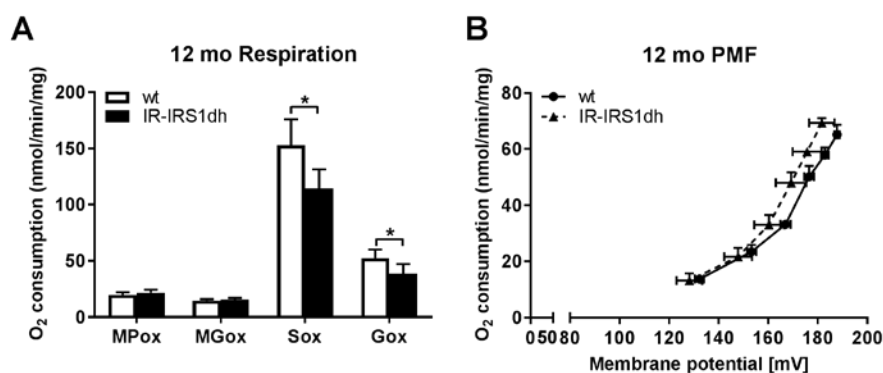 A
12 mo Respiration
O2 consumption (nmol/min/mg)
200
150
100
50
0
wt
IR-IRS1dh
*
*
MPox MGox Sox Gox
B
12 mo PMF
O2 consumption (nmol/min/mg)
80
60
40
20
0
wt
IR-IRS1dh
0 50 80 100 120 140 160 180 200
Membrane potential [mV]